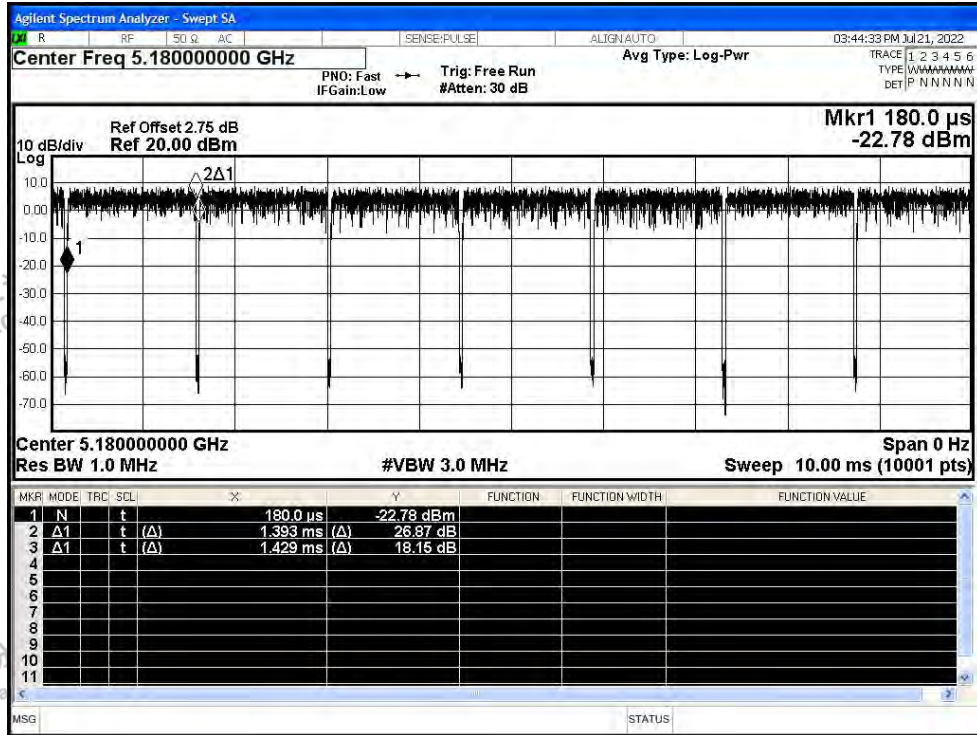 Agilent Spectrum Analyzer - Swept SA
LXI R RF 50 Ω AC SENSE:PULSE ALIGN AUTO 03:44:33 PM Jul 21, 2022
Center Freq 5.180000000 GHz
PNO: Fast
IFGain:Low
Trig: Free Run
#Atten: 30 dB
Avg Type: Log-Pwr
TRACE 1 2 3 4 5 6
TYPE WWWWWW
DET P N N N N N
Ref Offset 2.75 dB
10 dB/div Ref 20.00 dBm
Log
Mkr1 180.0 µs
-22.78 dBm
10.0
0.00
-10.0
-20.0
-30.0
-40.0
-50.0
-60.0
-70.0
2Δ1
1
Center 5.180000000 GHz Span 0 Hz
Res BW 1.0 MHz #VBW 3.0 MHz Sweep 10.00 ms (10001 pts)
MKR MODE TRC SCL X Y FUNCTION FUNCTION WIDTH FUNCTION VALUE
1 N t 180.0 µs -22.78 dBm
2 Δ1 t (Δ) 1.393 ms (Δ) 26.87 dB
3 Δ1 t (Δ) 1.429 ms (Δ) 18.15 dB
4
5
6
7
8
9
10
11
MSG STATUS